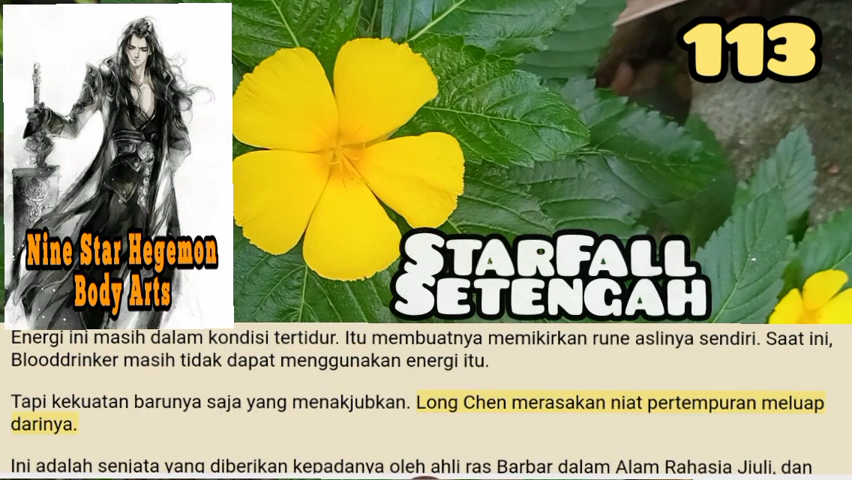 113
Nine Star Hegemon
Body Arts
StarFall
Setengah
Energi ini masih dalam kondisi tertidur. Itu membuatnya memikirkan rune aslinya sendiri. Saat ini,
Blooddrinker masih tidak dapat menggunakan energi itu.
Tapi kekuatan barunya saja yang menakjubkan. Long Chen merasakan niat pertempuran meluap
darinya.
Ini adalah senjata yang diberikan kepadanya oleh ahli ras Barbar dalam Alam Rahasia Jiuli, dan